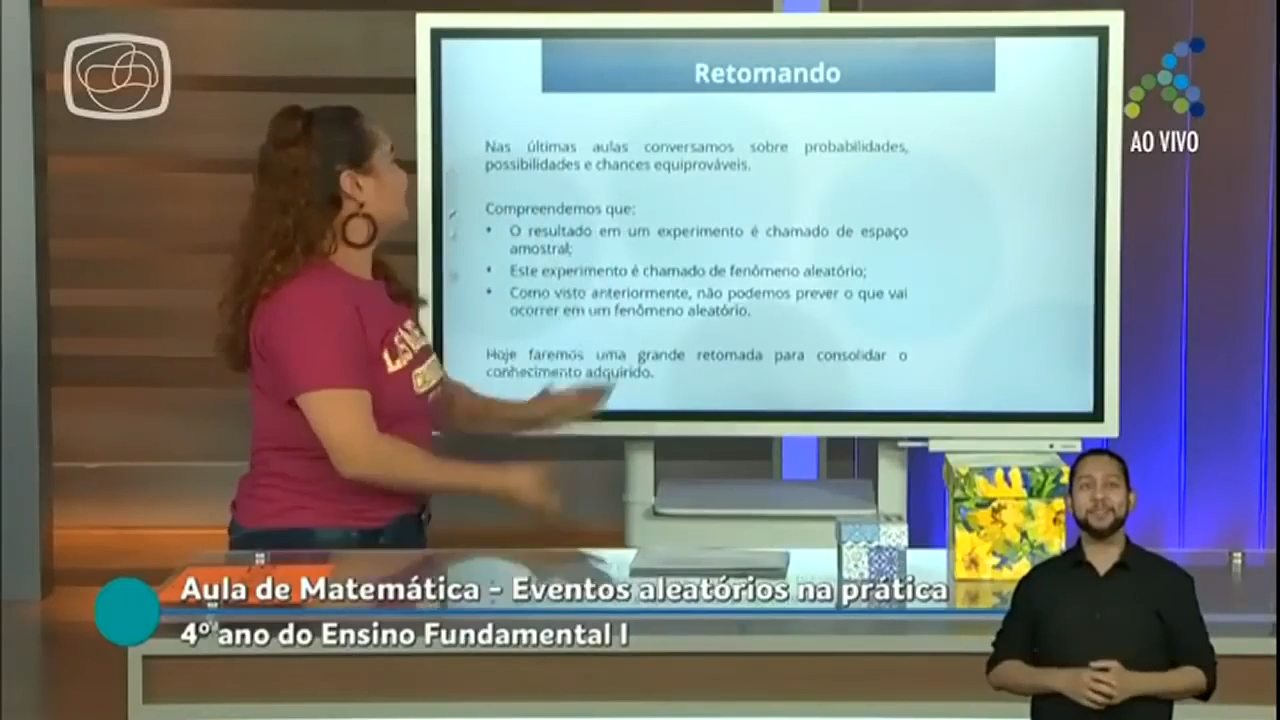 Retomando
AO VIVO
Nas últimas aulas conversamos sobre probabilidades,
possibilidades e chances equiprováveis.
Compreendemos que:
• O resultado em um experimento é chamado de espaço
amostral;
• Este experimento é chamado de fenômeno aleatório;
• Como visto anteriormente, não podemos prever o que vai
ocorrer em um fenômeno aleatório.
Hoje faremos uma grande retomada para consolidar o
conhecimento adquirido.
Aula de Matemática - Eventos aleatórios na prática
4º ano do Ensino Fundamental I